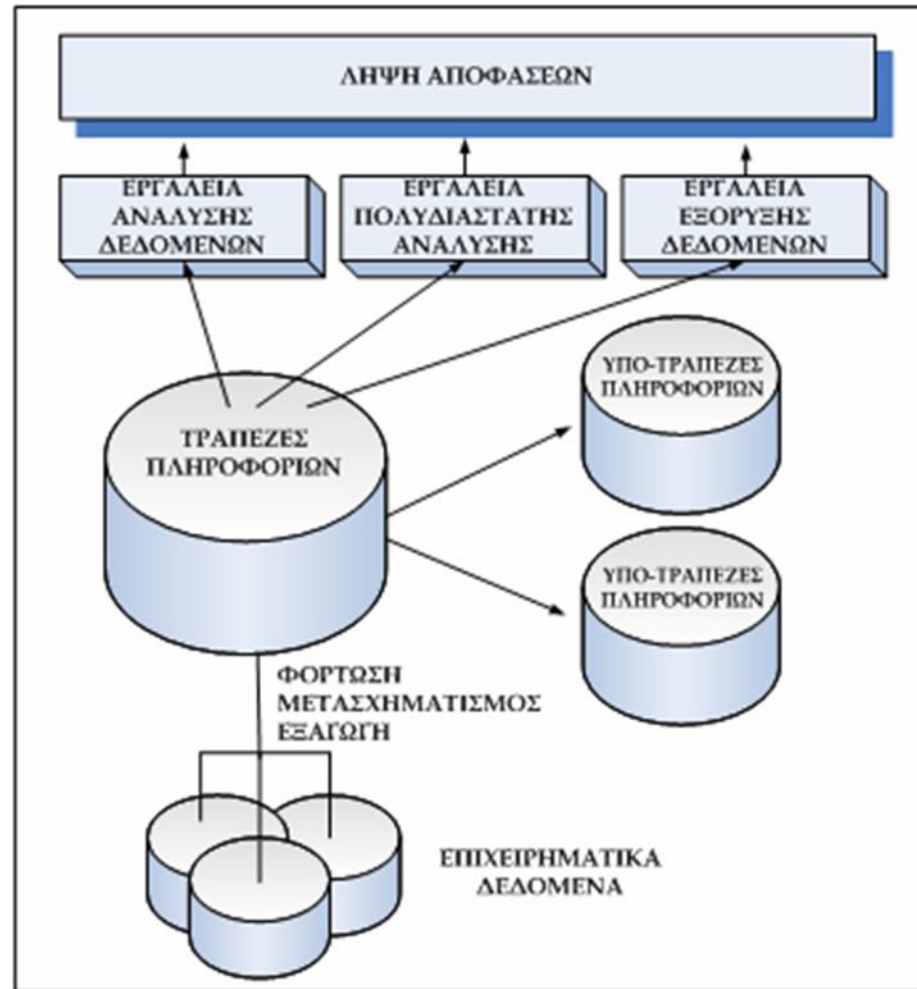 ΛΗΨΗ ΑΠΟΦΑΣΕΩΝ
ΕΡΓΑΛΕΙΑ
ΑΝΑΛΥΣΗΣ
ΔΕΔΟΜΕΝΩΝ
ΕΡΓΑΛΕΙΑ
ΠΟΛΥΔΙΑΣΤΑΤΗΣ
ΑΝΑΛΥΣΗΣ
ΕΡΓΑΛΕΙΑ
ΕΞΟΡΥΞΗΣ
ΔΕΔΟΜΕΝΩΝ
ΥΠΟ-ΤΡΑΠΕΖΕΣ
ΠΛΗΡΟΦΟΡΙΩΝ
ΤΡΑΠΕΖΕΣ
ΠΛΗΡΟΦΟΡΙΩΝ
ΥΠΟ-ΤΡΑΠΕΖΕΣ
ΠΛΗΡΟΦΟΡΙΩΝ
ΦΟΡΤΩΣΗ
ΜΕΤΑΣΧΗΜΑΤΙΣΜΟΣ
ΕΞΑΓΩΓΗ
ΕΠΙΧΕΙΡΗΜΑΤΙΚΑ
ΔΕΔΟΜΕΝΑ